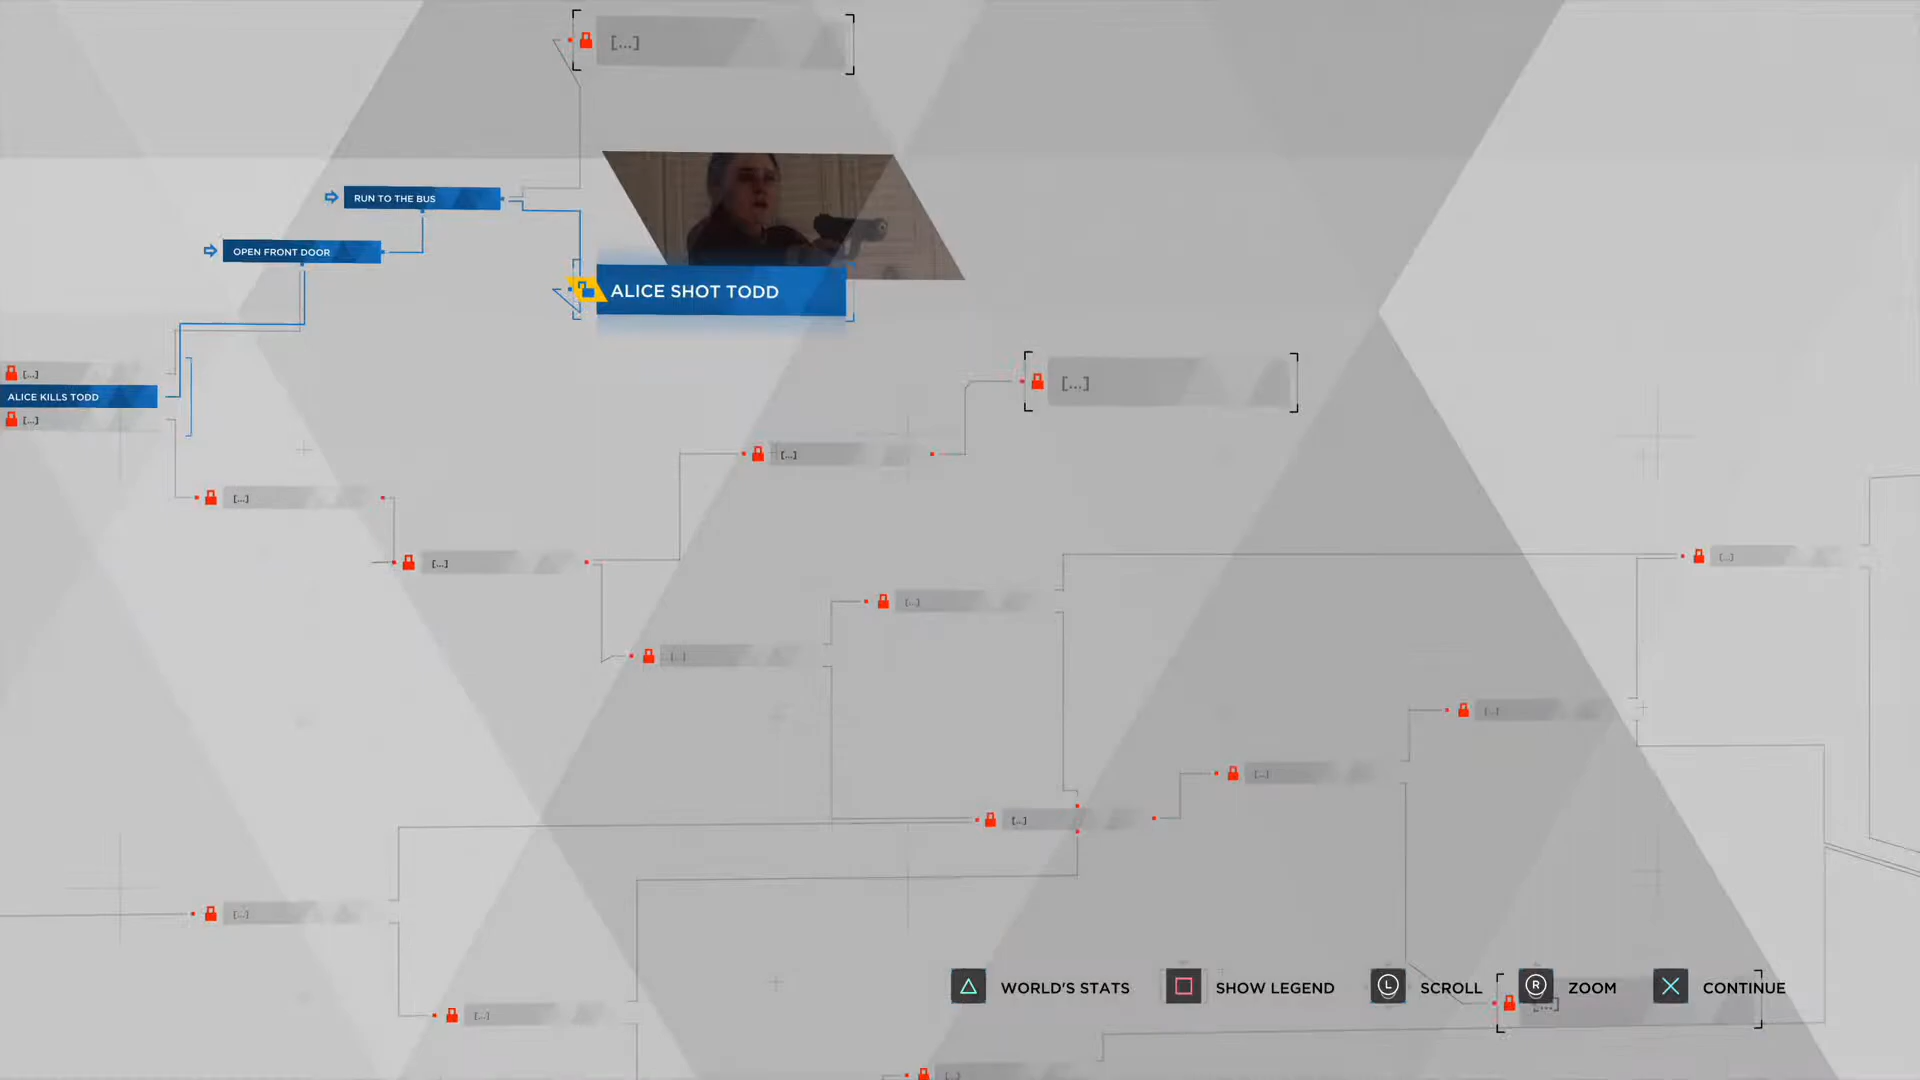 [...]
RUN TO THE BUS
OPEN FRONT DOOR
ALICE SHOT TODD
[...]
ALICE KILLS TODD
[...]
[...]
[...]
[...]
[...]
[...]
[...]
[...]
[...]
[...]
[...]
[...]
[...]
WORLD'S STATS
SHOW LEGEND
L
SCROLL
R
ZOOM
CONTINUE
[...]
[...]